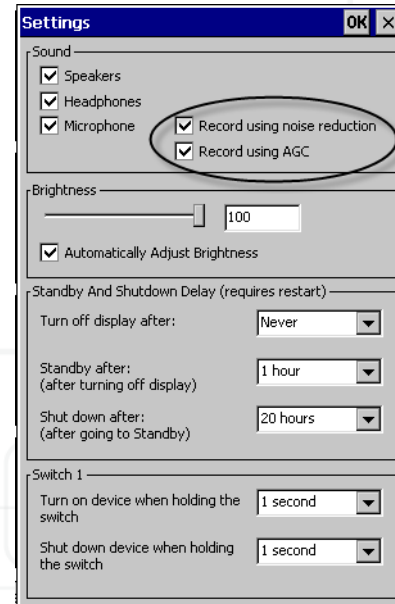 Settings OK ×
Sound
Speakers
Headphones
Microphone Record using noise reduction
Record using AGC
Brightness
100
Automatically Adjust Brightness
Standby And Shutdown Delay (requires restart)
Turn off display after: Never
Standby after: 1 hour
(after turning off display)
Shut down after: 20 hours
(after going to Standby)
Switch 1
Turn on device when holding the 1 second
switch
Shut down device when holding 1 second
the switch